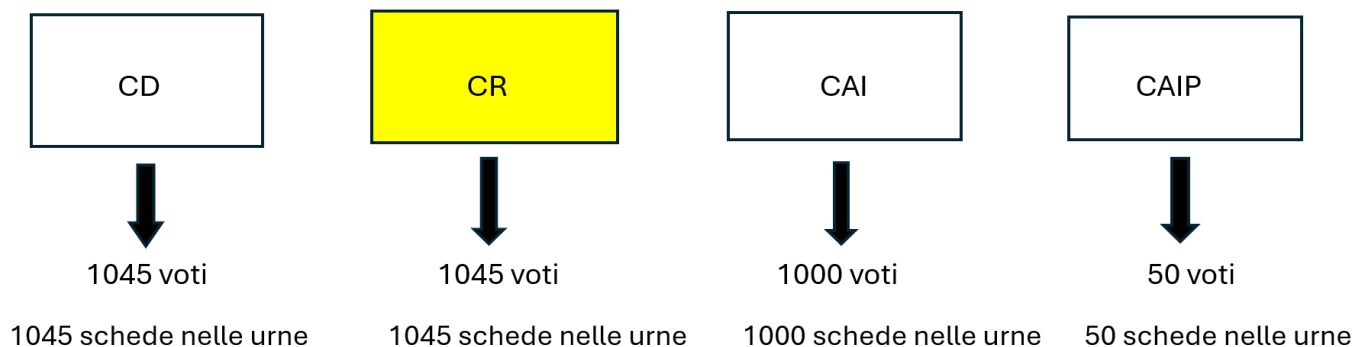 CD
CR
CAI
CAIP
1045 voti
1045 voti
1000 voti
50 voti
1045 schede nelle urne
1045 schede nelle urne
1000 schede nelle urne
50 schede nelle urne